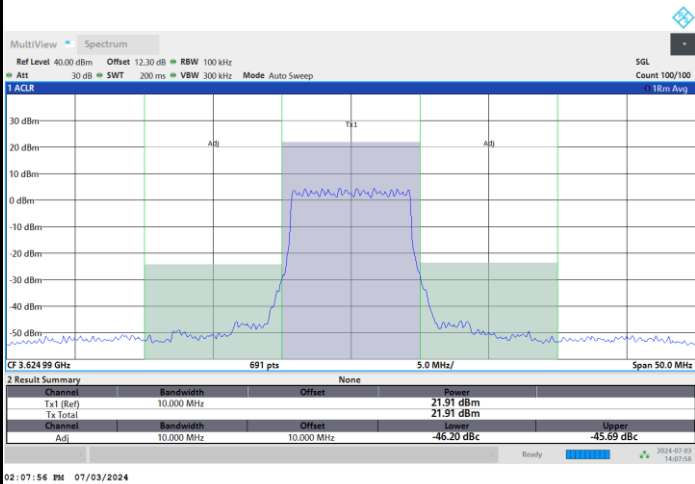 MultiView Spectrum
Ref Level 40.00 dBm Offset 12.30 dB RBW 100 kHz SGL
Att 30 dB SWT 200 ms VBW 300 kHz Mode Auto Sweep Count 100/100
1 ACLR 1Rm Avg
30 dBm
Tx1
20 dBm
Adj Adj
10 dBm
0 dBm
-10 dBm
-20 dBm
-30 dBm
-40 dBm
-50 dBm
CF 3.624 99 GHz 691 pts 5.0 MHz/ Span 50.0 MHz
2 Result Summary None
Channel Bandwidth Offset Power
Tx1 (Ref) 10.000 MHz 21.91 dBm
Tx Total 21.91 dBm
Channel Bandwidth Offset Lower Upper
Adj 10.000 MHz 10.000 MHz -46.20 dBc -45.69 dBc
Ready 2024-07-03
14:07:58
02:07:56 PM 07/03/2024